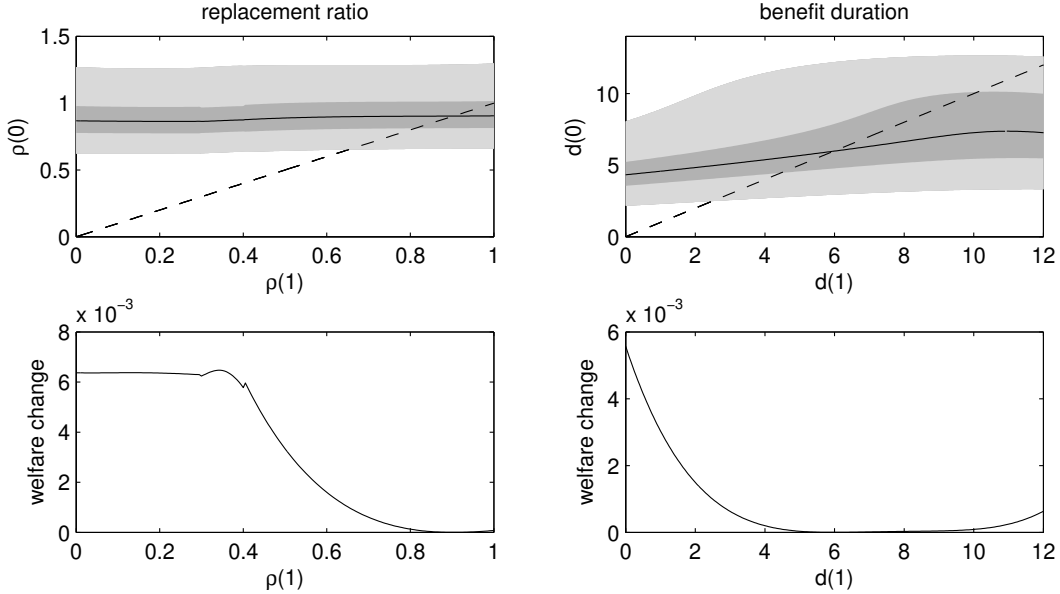 replacement ratio
1.5
1
0.5
0
ρ(0)
0 0.2 0.4 0.6 0.8 1
ρ(1)
benefit duration
10
5
0
d(0)
0 2 4 6 8 10 12
d(1)
x 10⁻³
8
6
4
2
0
welfare change
0 0.2 0.4 0.6 0.8 1
ρ(1)
x 10⁻³
6
4
2
0
welfare change
0 2 4 6 8 10 12
d(1)